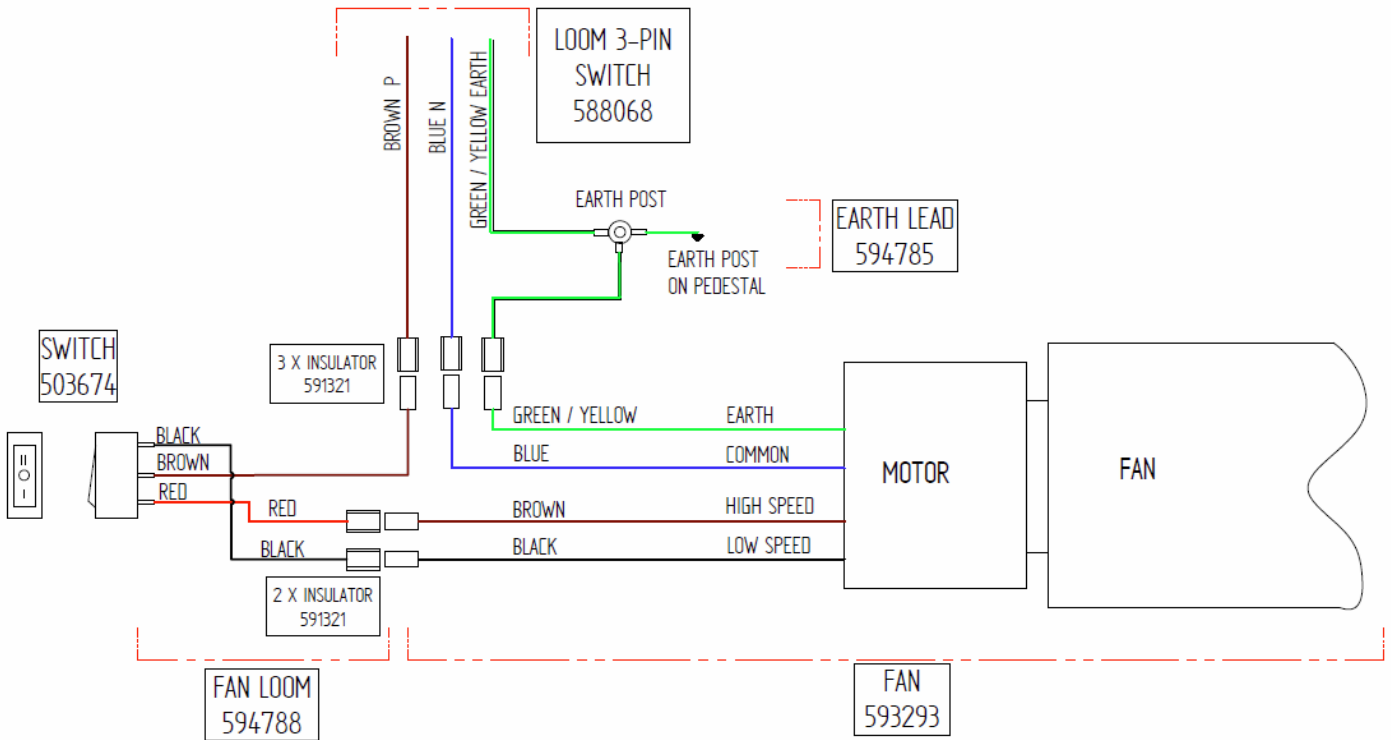 LOOM 3-PIN
SWITCH
588068
BROWN P
BLUE N
GREEN / YELLOW EARTH
EARTH POST
EARTH POST
ON PEDESTAL
EARTH LEAD
594785
SWITCH
503674
3 X INSULATOR
591321
BLACK
BROWN
RED
RED
BLACK
GREEN / YELLOW
EARTH
BLUE
COMMON
BROWN
HIGH SPEED
BLACK
LOW SPEED
MOTOR
FAN
2 X INSULATOR
591321
FAN LOOM
594788
FAN
593293
II
O
I